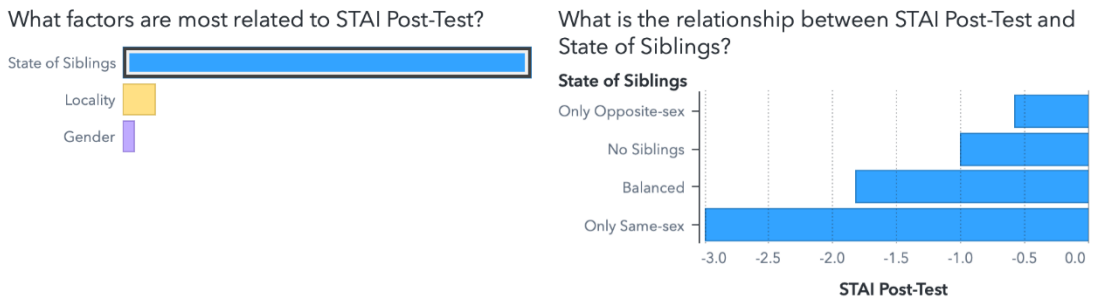 What factors are most related to STAI Post-Test?
State of Siblings
Locality
Gender
What is the relationship between STAI Post-Test and
State of Siblings?
State of Siblings
Only Opposite-sex
No Siblings
Balanced
Only Same-sex
-3.0 -2.5 -2.0 -1.5 -1.0 -0.5 0.0
STAI Post-Test